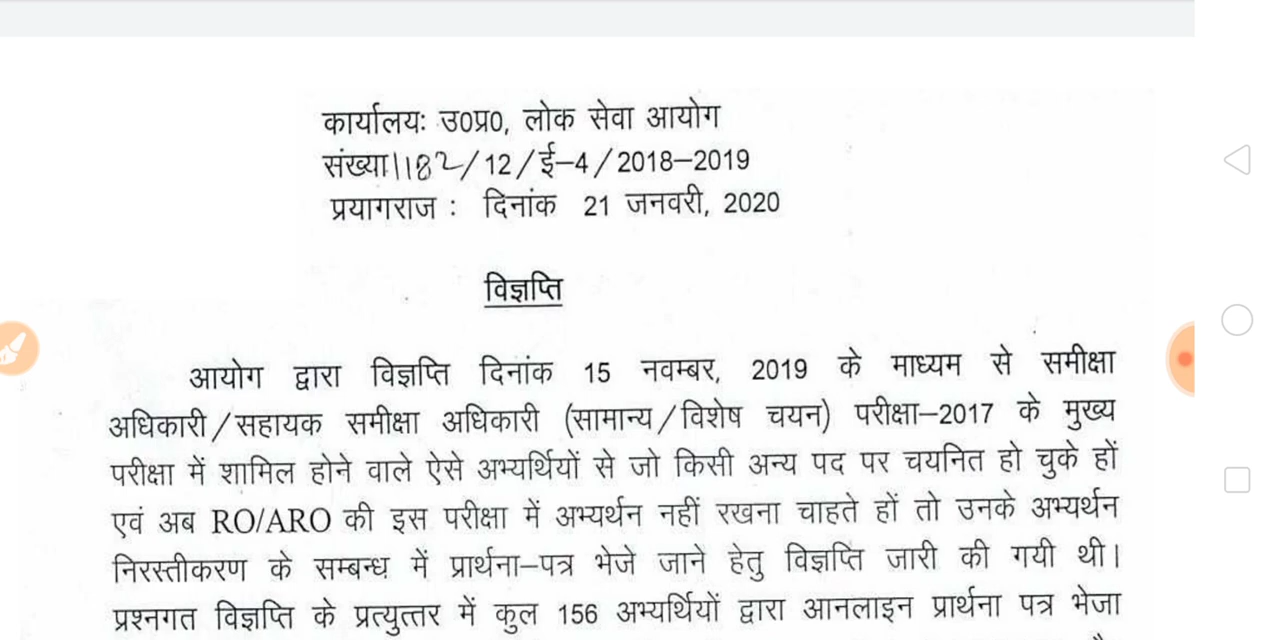 कार्यालयः उ0प्र0, लोक सेवा आयोग
संख्या।182/12/ई-4/2018-2019
प्रयागराज : दिनांक 21 जनवरी, 2020
विज्ञप्ति
आयोग द्वारा विज्ञप्ति दिनांक 15 नवम्बर, 2019 के माध्यम से समीक्षा
अधिकारी/सहायक समीक्षा अधिकारी (सामान्य/विशेष चयन) परीक्षा-2017 के मुख्य
परीक्षा में शामिल होने वाले ऐसे अभ्यर्थियों से जो किसी अन्य पद पर चयनित हो चुके हों
एवं अब RO/ARO की इस परीक्षा में अभ्यर्थन नहीं रखना चाहते हों तो उनके अभ्यर्थन
निरस्तीकरण के सम्बन्ध में प्रार्थना-पत्र भेजे जाने हेतु विज्ञप्ति जारी की गयी थी।
प्रश्नगत विज्ञप्ति के प्रत्युत्तर में कुल 156 अभ्यर्थियों द्वारा आनलाइन प्रार्थना पत्र भेजा